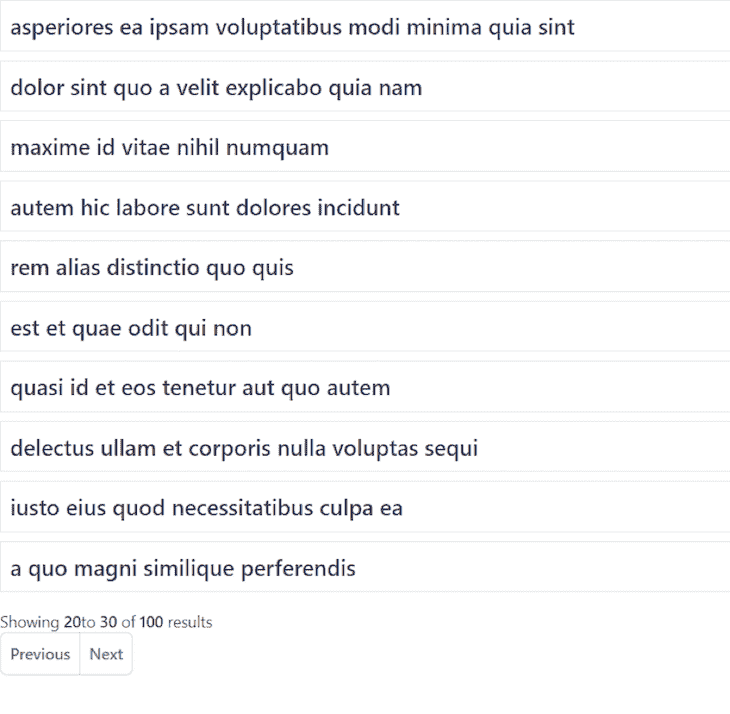 asperiores ea ipsam voluptatibus modi minima quia sint
dolor sint quo a velit explicabo quia nam
maxime id vitae nihil numquam
autem hic labore sunt dolores incidunt
rem alias distinctio quo quis
est et quae odit qui non
quasi id et eos tenetur aut quo autem
delectus ullam et corporis nulla voluptas sequi
iusto eius quod necessitatibus culpa ea
a quo magni similique perferendis
Showing 20to 30 of 100 results
Previous Next